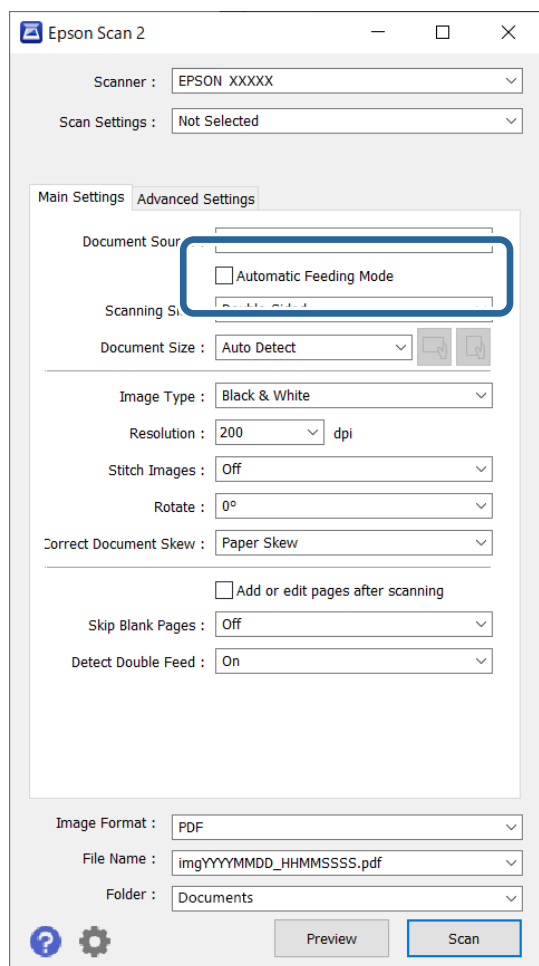 Epson Scan 2
Scanner : EPSON XXXXX
Scan Settings : Not Selected
Main Settings Advanced Settings
Document
Automatic Feeding Mode
Scanning
Document Size : Auto Detect
Image Type : Black & White
Resolution : 200 dpi
Stitch Images : Off
Rotate : 0°
Correct Document Skew : Paper Skew
Add or edit pages after scanning
Skip Blank Pages : Off
Detect Double Feed : On
Image Format : PDF
File Name : imgYYYYMMDD_HHMMSSSS.pdf
Folder : Documents
? Preview Scan